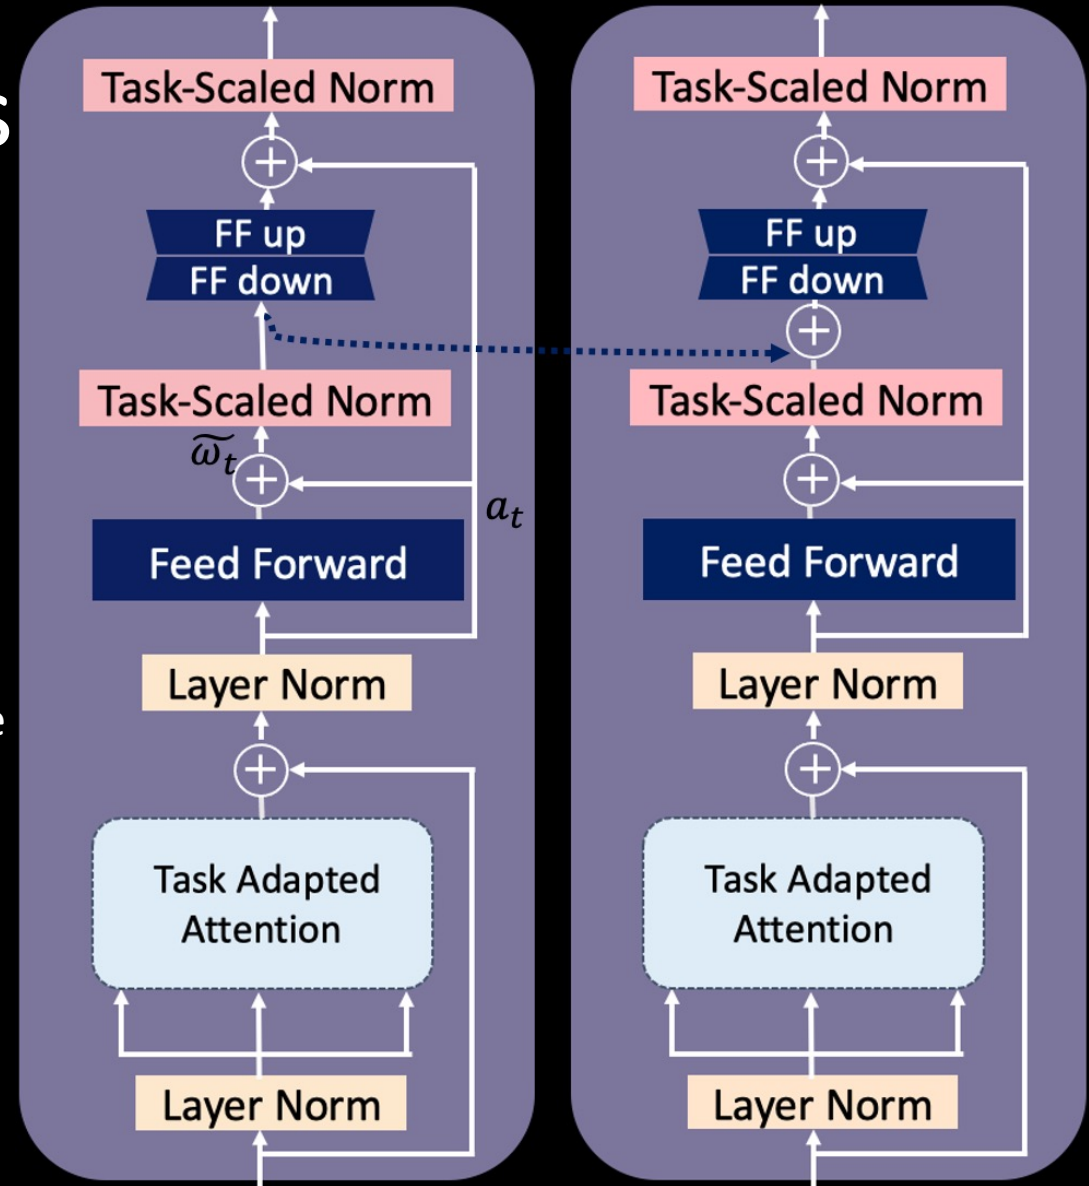 s
Task-Scaled Norm
FF up
FF down
Task-Scaled Norm
ω̃_t
a_t
Feed Forward
Layer Norm
e
Task Adapted
Attention
Layer Norm
Task-Scaled Norm
FF up
FF down
Task-Scaled Norm
Feed Forward
Layer Norm
Task Adapted
Attention
Layer Norm